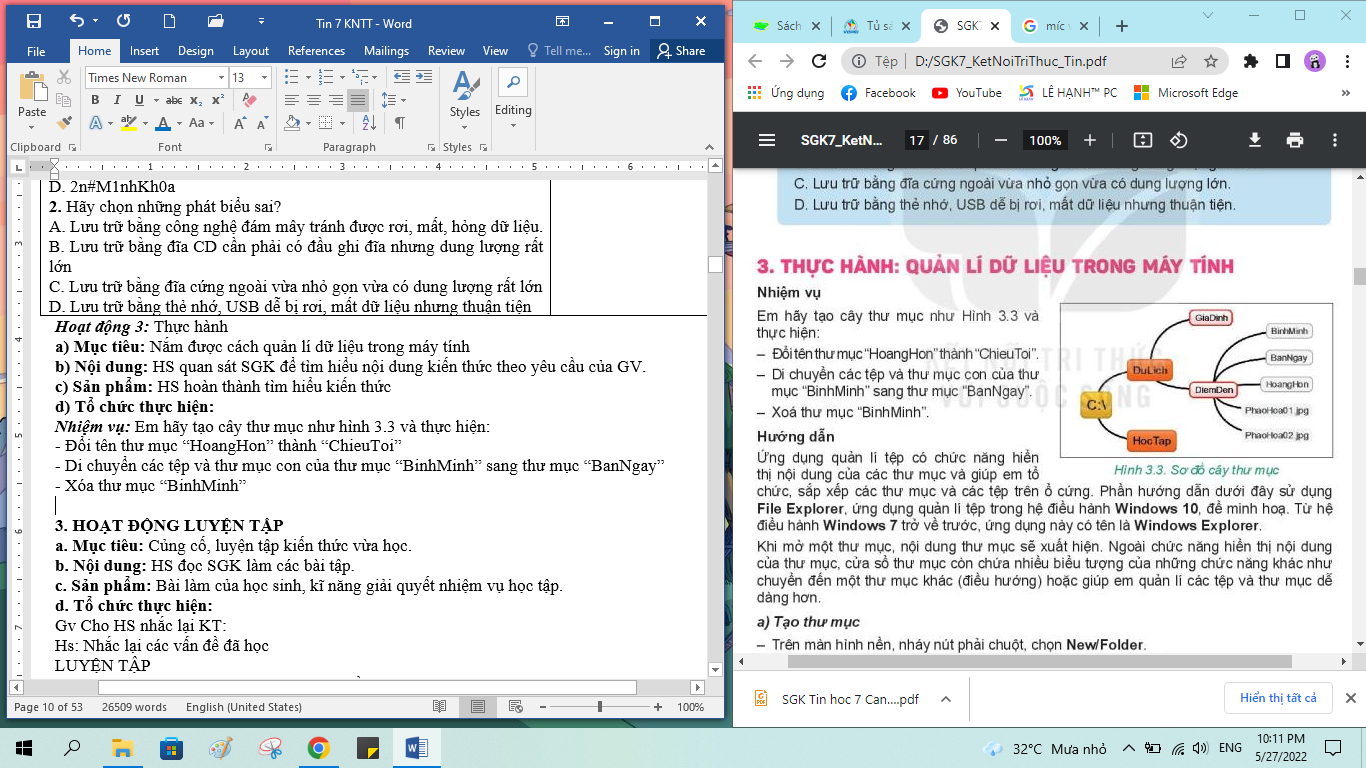 Tin 7 KNTT - Word
File Home Insert Design Layout References Mailings Review View Tell me... Sign in Share
Times New Roman 13
Paste
B I U abc x₂ x²
A ab A Aa A A
Styles
Editing
Clipboard Font Paragraph Styles
1 2 3 4 5 6
D. 2n#M1nhKh0a
2. Hãy chọn những phát biểu sai?
A. Lưu trữ bằng công nghệ đám mây tránh được rơi, mất, hỏng dữ liệu.
B. Lưu trữ bằng đĩa CD cần phải có đầu ghi đĩa nhưng dung lượng rất
lớn
C. Lưu trữ bằng đĩa cứng ngoài vừa nhỏ gọn vừa có dung lượng rất lớn
D. Lưu trữ bằng thẻ nhớ, USB dễ bị rơi, mất dữ liệu nhưng thuận tiện
Hoạt động 3: Thực hành
a) Mục tiêu: Nắm được cách quản lí dữ liệu trong máy tính
b) Nội dung: HS quan sát SGK để tìm hiểu nội dung kiến thức theo yêu cầu của GV.
c) Sản phẩm: HS hoàn thành tìm hiểu kiến thức
d) Tổ chức thực hiện:
Nhiệm vụ: Em hãy tạo cây thư mục như hình 3.3 và thực hiện:
- Đổi tên thư mục “HoangHon” thành “ChieuToi”
- Di chuyển các tệp và thư mục con của thư mục “BinhMinh” sang thư mục “BanNgay”
- Xóa thư mục “BinhMinh”
3. HOẠT ĐỘNG LUYỆN TẬP
a. Mục tiêu: Củng cố, luyện tập kiến thức vừa học.
b. Nội dung: HS đọc SGK làm các bài tập.
c. Sản phẩm: Bài làm của học sinh, kĩ năng giải quyết nhiệm vụ học tập.
d. Tổ chức thực hiện:
Gv Cho HS nhắc lại KT:
Hs: Nhắc lại các vấn đề đã học
LUYỆN TẬP
Page 10 of 53 26509 words English (United States) 100%
Sách Tủ sá SGK míc v
Tệp D:/SGK7_KetNoiTriThuc_Tin.pdf
Ứng dụng Facebook YouTube LÊ HẠNH™ PC Microsoft Edge
SGK7_KetN... 17 / 86 100%
C. Lưu trữ bằng đĩa cứng ngoài vừa nhỏ gọn vừa có dung lượng lớn.
D. Lưu trữ bằng thẻ nhớ, USB dễ bị rơi, mất dữ liệu nhưng thuận tiện.
3. THỰC HÀNH: QUẢN LÍ DỮ LIỆU TRONG MÁY TÍNH
Nhiệm vụ
Em hãy tạo cây thư mục như Hình 3.3 và
thực hiện:
– Đổi tên thư mục “HoangHon” thành “ChieuToi”.
– Di chuyển các tệp và thư mục con của thư
mục “BinhMinh” sang thư mục “BanNgay”.
– Xoá thư mục “BinhMinh”.
C:\
DuLich
HocTap
GiaDinh
DiemDen
BinhMinh
BanNgay
HoangHon
PhaoHoa01.jpg
PhaoHoa02.jpg
Hình 3.3. Sơ đồ cây thư mục
Hướng dẫn
Ứng dụng quản lí tệp có chức năng hiển
thị nội dung của các thư mục và giúp em tổ
chức, sắp xếp các thư mục và các tệp trên ổ cứng. Phần hướng dẫn dưới đây sử dụng
File Explorer, ứng dụng quản lí tệp trong hệ điều hành Windows 10, để minh hoạ. Từ hệ
điều hành Windows 7 trở về trước, ứng dụng này có tên là Windows Explorer.
Khi mở một thư mục, nội dung thư mục sẽ xuất hiện. Ngoài chức năng hiển thị nội dung
của thư mục, cửa sổ thư mục còn chứa nhiều biểu tượng của những chức năng khác như
chuyển đến một thư mục khác (điều hướng) hoặc giúp em quản lí các tệp và thư mục dễ
dàng hơn.
a) Tạo thư mục
– Trên màn hình nền, nháy nút phải chuột, chọn New/Folder.
KẾT NỐI TRI THỨC
VỚI CUỘC SỐNG
SGK Tin hoc 7 Can....pdf Hiển thị tất cả
32°C Mưa nhỏ ENG 10:11 PM
5/27/2022